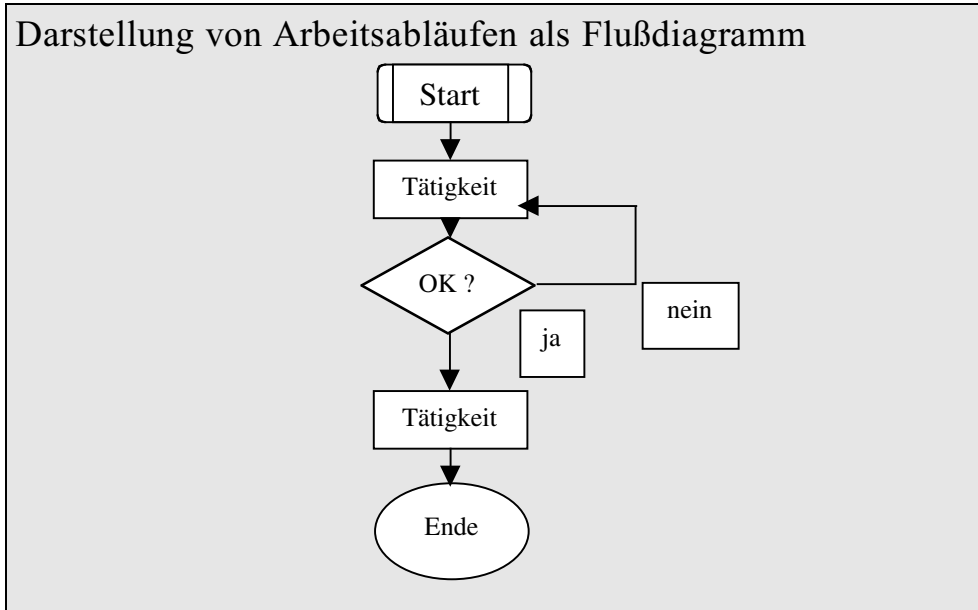 Darstellung von Arbeitsabläufen als Flußdiagramm
Start
Tätigkeit
OK ?
nein
ja
Tätigkeit
Ende